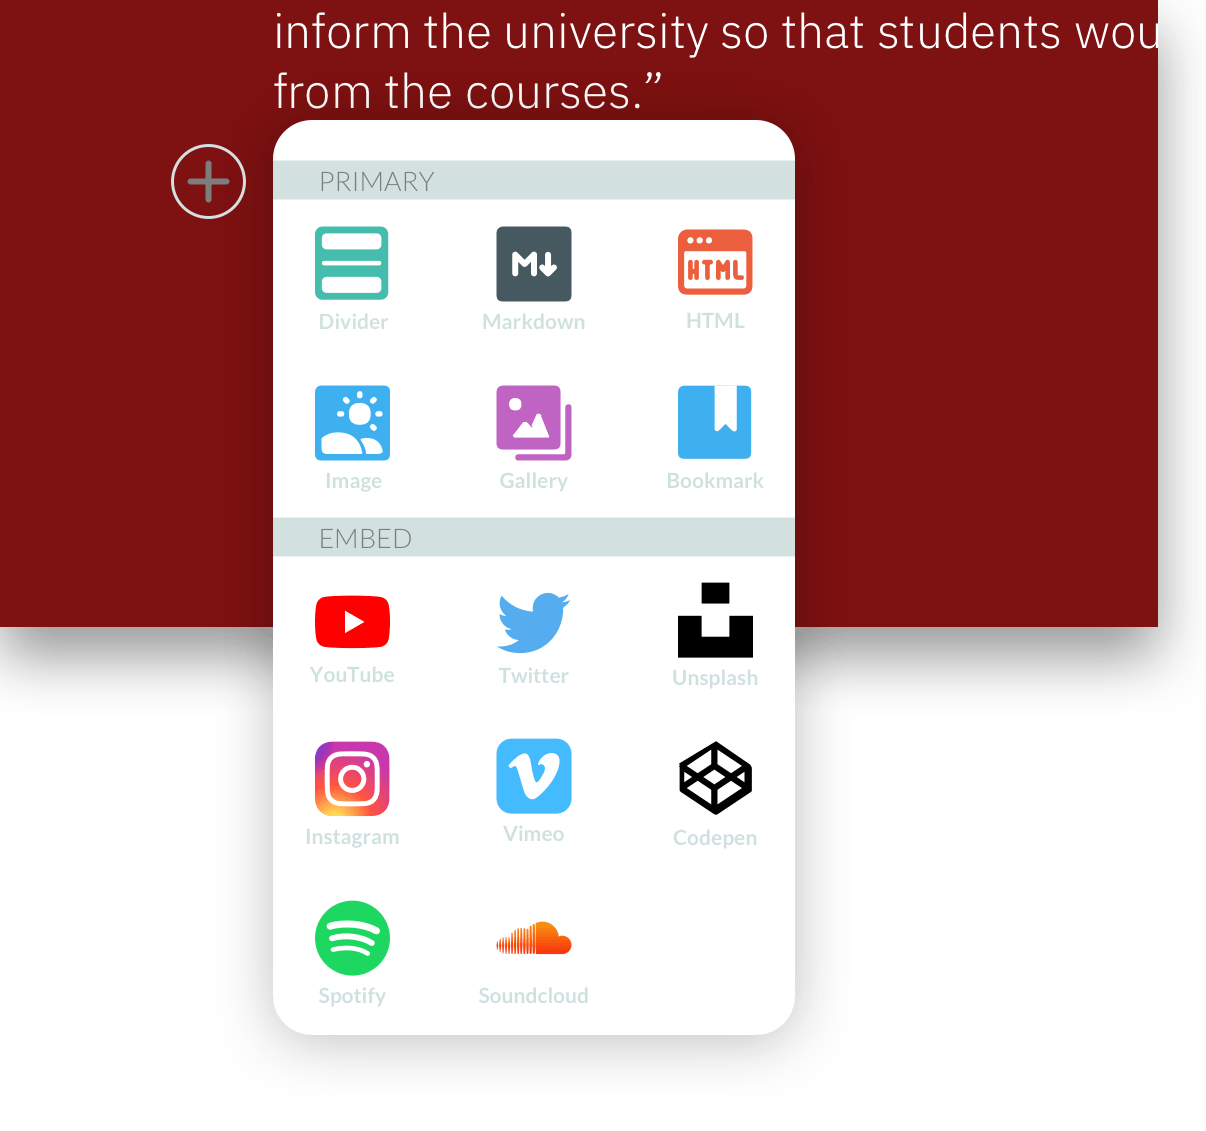 inform the university so that students wou
from the courses.”
PRIMARY
M
HTML
Divider
Markdown
HTML
Image
Gallery
Bookmark
EMBED
YouTube
Twitter
Unsplash
Instagram
Vimeo
Codepen
Spotify
Soundcloud